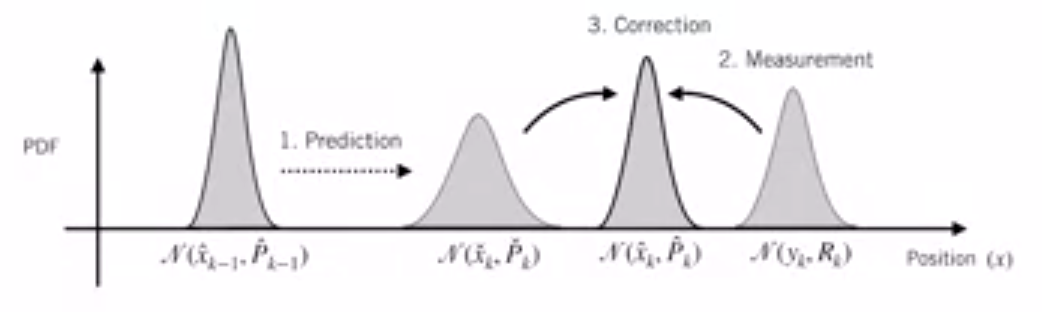 3. Correction
2. Measurement
PDF
1. Prediction
𝒩(x̂ₖ₋₁, P̂ₖ₋₁)
𝒩(x̌ₖ, P̌ₖ)
𝒩(x̂ₖ, P̂ₖ)
𝒩(yₖ, Rₖ)
Position (x)